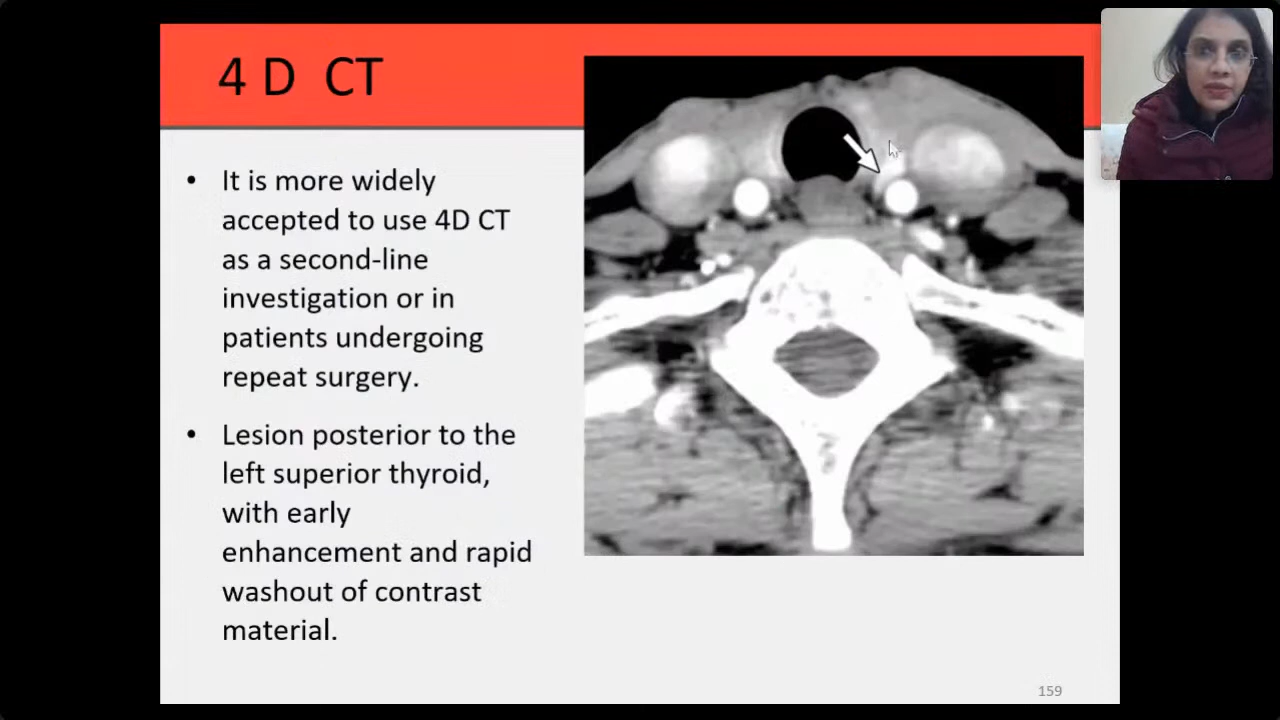 4 D CT
• It is more widely
accepted to use 4D CT
as a second-line
investigation or in
patients undergoing
repeat surgery.
• Lesion posterior to the
left superior thyroid,
with early
enhancement and rapid
washout of contrast
material.
159